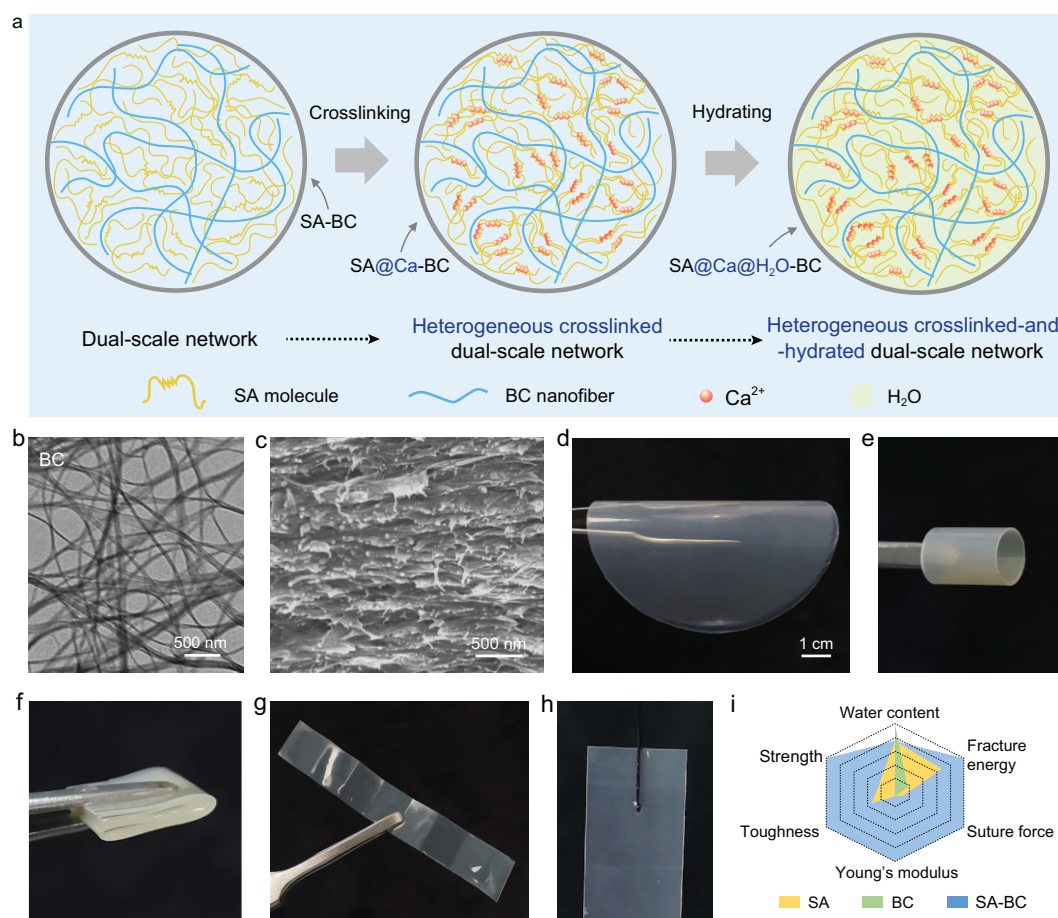 a
Crosslinking
Hydrating
SA-BC
SA@Ca-BC
SA@Ca@H₂O-BC
Dual-scale network
Heterogeneous crosslinked
dual-scale network
Heterogeneous crosslinked-and
-hydrated dual-scale network
SA molecule
BC nanofiber
Ca²⁺
H₂O
b
BC
500 nm
c
500 nm
d
1 cm
e
f
g
h
i
Water content
Strength
Fracture
energy
Toughness
Suture force
Young's modulus
SA
BC
SA-BC